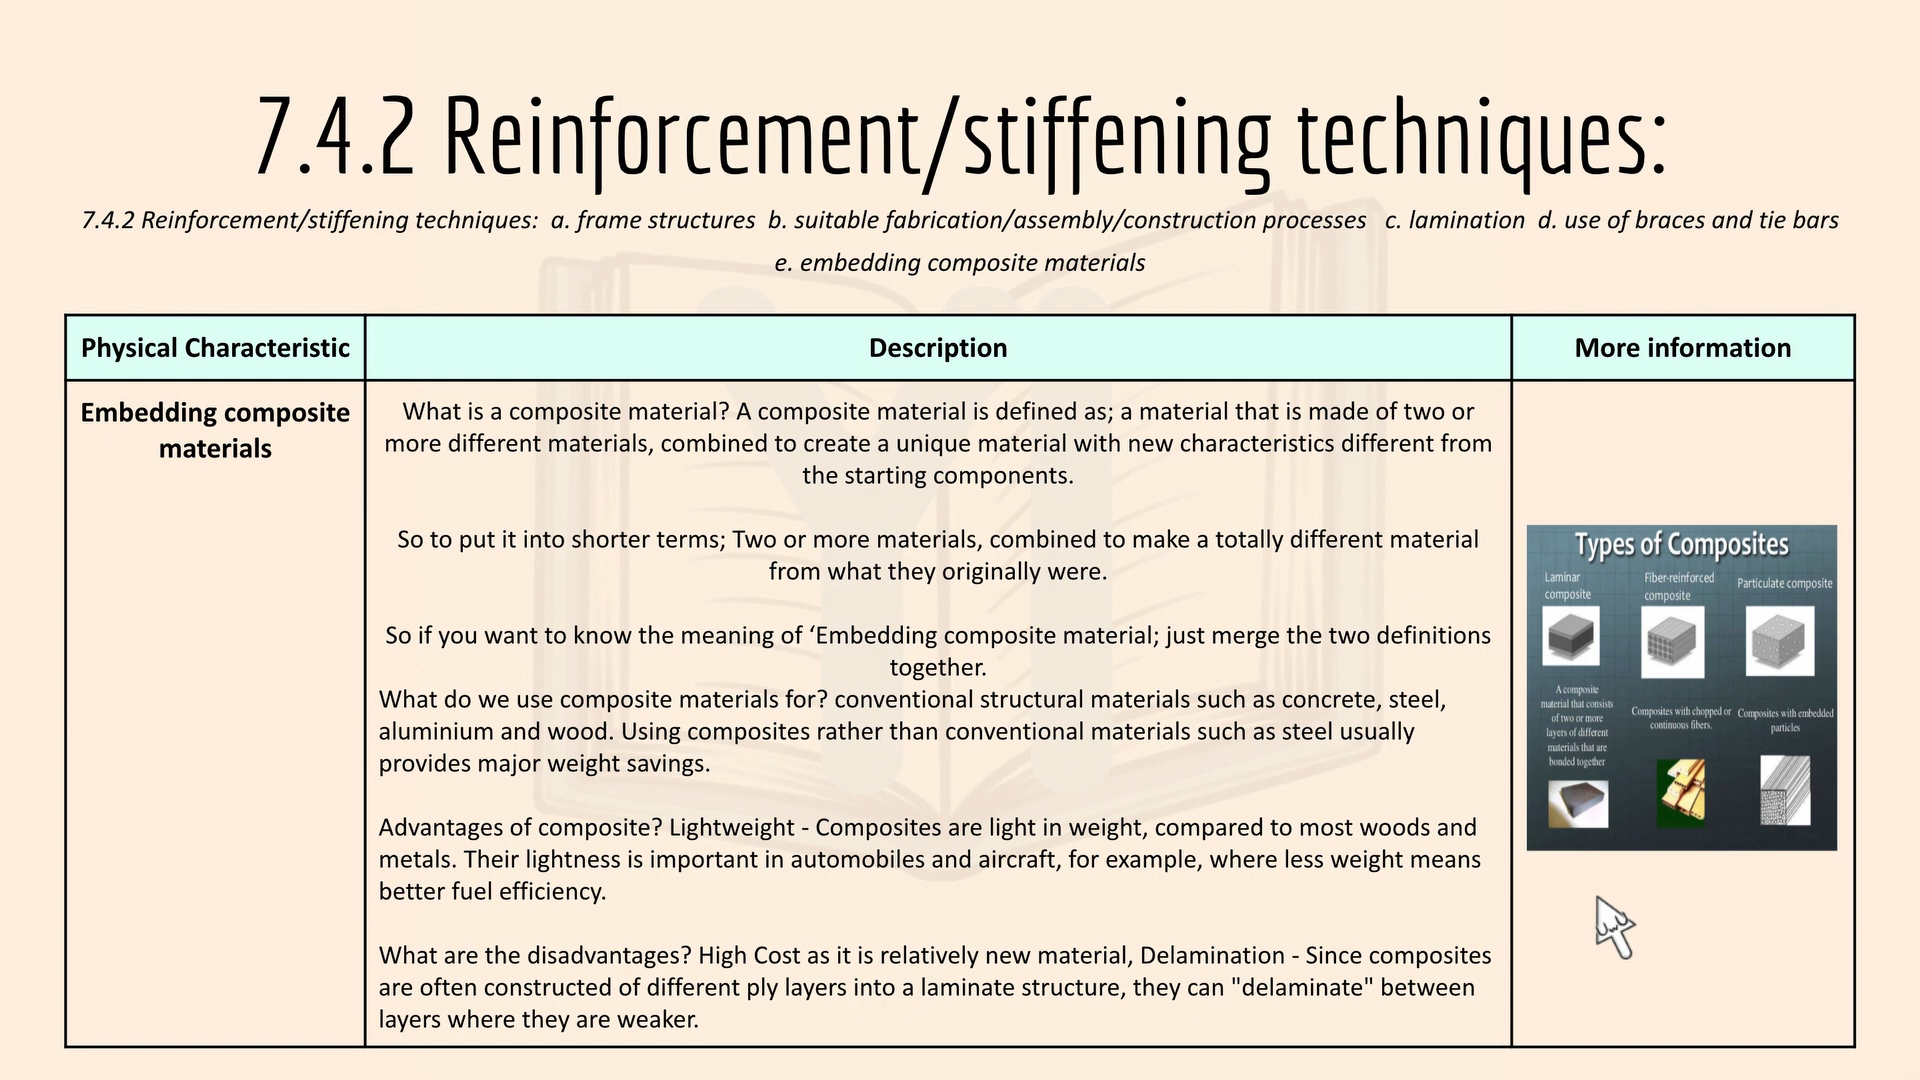 7.4.2 Reinforcement/stiffening techniques:
7.4.2 Reinforcement/stiffening techniques:  a. frame structures  b. suitable fabrication/assembly/construction processes   c. lamination  d. use of braces and tie bars
e. embedding composite materials
Physical Characteristic
Description
More information
Embedding composite
materials
What is a composite material? A composite material is defined as; a material that is made of two or
more different materials, combined to create a unique material with new characteristics different from
the starting components.
So to put it into shorter terms; Two or more materials, combined to make a totally different material
from what they originally were.
So if you want to know the meaning of ‘Embedding composite material; just merge the two definitions
together.
What do we use composite materials for? conventional structural materials such as concrete, steel,
aluminium and wood. Using composites rather than conventional materials such as steel usually
provides major weight savings.
Advantages of composite? Lightweight - Composites are light in weight, compared to most woods and
metals. Their lightness is important in automobiles and aircraft, for example, where less weight means
better fuel efficiency.
What are the disadvantages? High Cost as it is relatively new material, Delamination - Since composites
are often constructed of different ply layers into a laminate structure, they can "delaminate" between
layers where they are weaker.
Types of Composites
Laminar
composite
Fiber-reinforced
composite
Particulate composite
A composite
material that consists
of two or more
layers of different
materials that are
bonded together
Composites with chopped or
continuous fibers.
Composites with embedded
particles
UwU